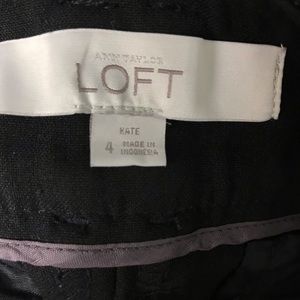 ANN TAYLOR
LOFT
KATE
4 MADE IN
INDONESIA